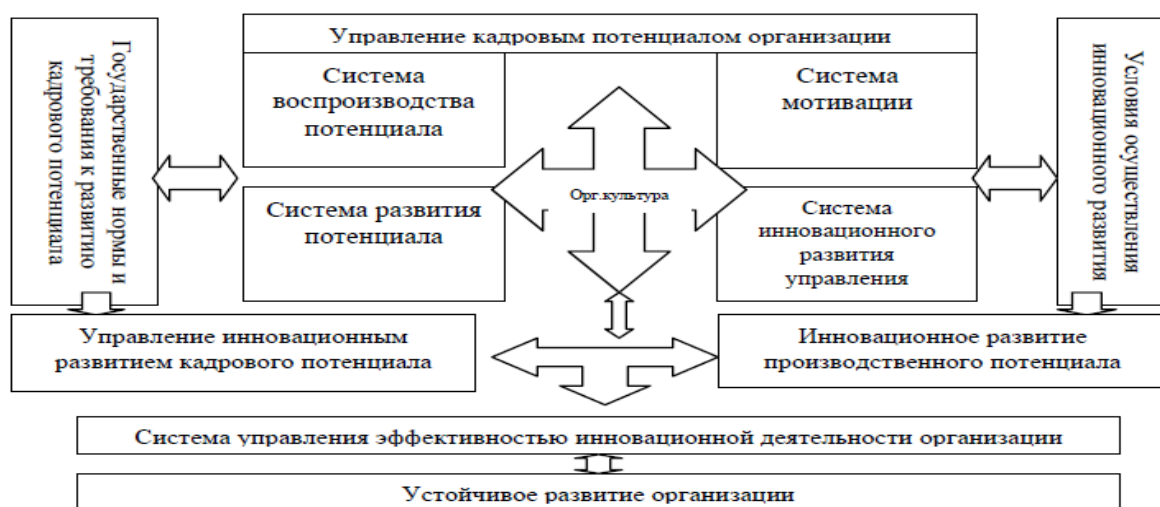 Государственные нормы и
требования к развитию
кадрового потенциала
Управление кадровым потенциалом организации
Система
воспроизводства
потенциала
Система
мотивации
Орг.культура
Система развития
потенциала
Система
инновационного
развития
управления
Условия осуществления
инновационного развития
Управление инновационным
развитием кадрового потенциала
Инновационное развитие
производственного потенциала
Система управления эффективностью инновационной деятельности организации
Устойчивое развитие организации